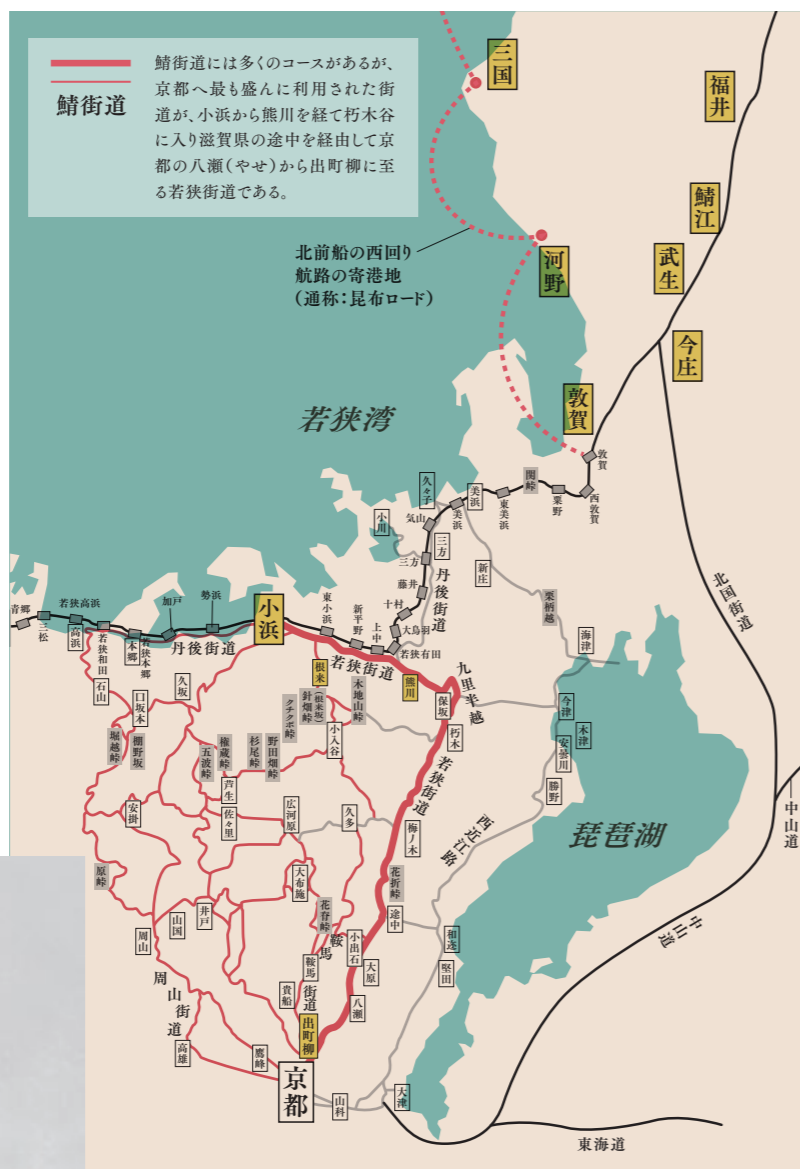 鯖街道
鯖街道には多くのコースがあるが、
京都へ最も盛んに利用された街
道が、小浜から熊川を経て朽木谷
に入り滋賀県の途中を経由して京
都の八瀬（やせ）から出町柳に至
る若狭街道である。
三国
福井
鯖江
武生
今庄
河野
敦賀
北前船の西回り
航路の寄港地
（通称：昆布ロード）
若狭湾
敦賀
西敦賀
粟野
関峠
東美浜
美浜
美浜
久々子
気山
小川
三方
三方
藤井
十村
大鳥羽
若狭有田
上中
新平野
東小浜
丹後街道
新庄
栗柄越
北国街道
海津
小浜
勢浜
加戸
若狭本郷
本郷
若狭和田
若狭高浜
高浜
三松
青郷
丹後街道
若狭街道
根来
熊川
九里半越
保坂
朽木
今津
木津
安曇川
勝野
石山
口坂本
久坂
堀越峠
棚野坂
五波峠
権蔵峠
杉尾峠
野田畑峠
クチクボ峠
針畑峠
（根来坂）
木地山峠
小入谷
若狭街道
西近江路
琵琶湖
中山道
中山道
芦生
佐々里
広河原
久多
梅ノ木
安掛
原峠
大布施
花折峠
花脊峠
途中
和迩
堅田
井戸
山国
周山
小出石
大原
鞍馬
鞍馬街道
貴船
八瀬
周山街道
高雄
鷹峰
出町柳
京都
山科
大津
東海道